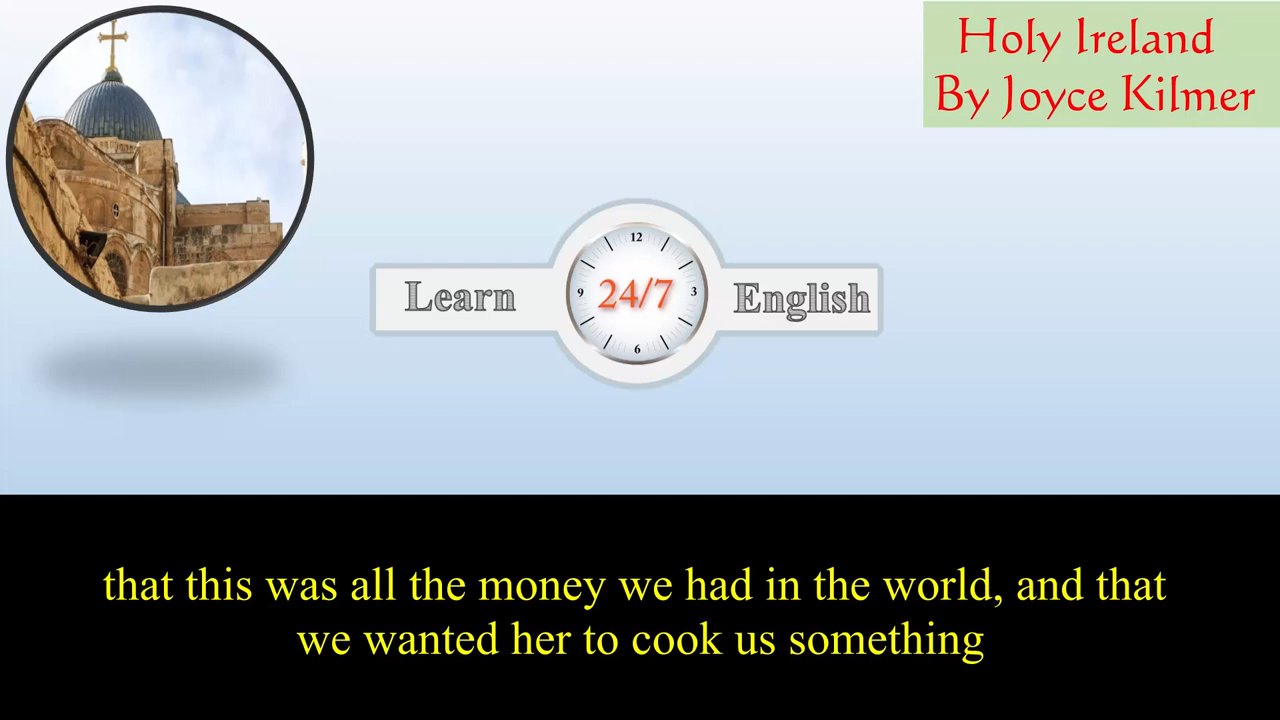 Holy Ireland
By Joyce Kilmer
12
Learn
9
24/7
3
English
6
that this was all the money we had in the world, and that
we wanted her to cook us something